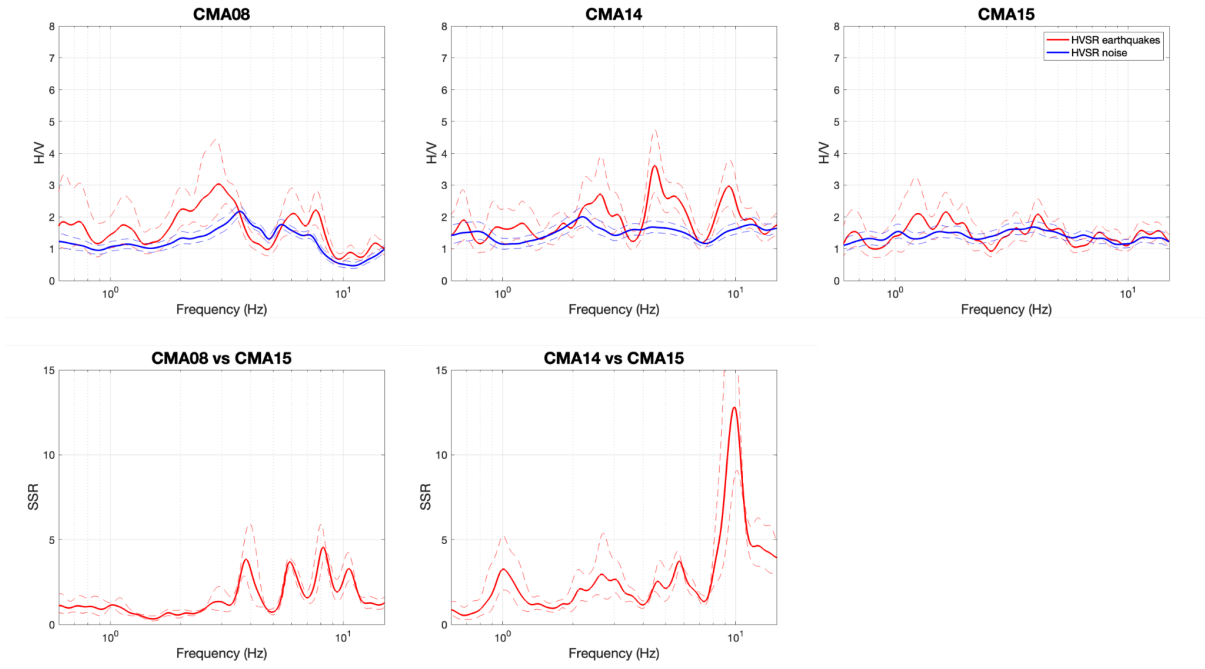 CMA08
8
7
6
5
4
3
2
1
0
H/V
10⁰
10¹
Frequency (Hz)
CMA14
8
7
6
5
4
3
2
1
0
H/V
10⁰
10¹
Frequency (Hz)
CMA15
HVSR earthquakes
HVSR noise
8
7
6
5
4
3
2
1
0
H/V
10⁰
10¹
Frequency (Hz)
CMA08 vs CMA15
15
10
5
0
SSR
10⁰
10¹
Frequency (Hz)
CMA14 vs CMA15
15
10
5
0
SSR
10⁰
10¹
Frequency (Hz)